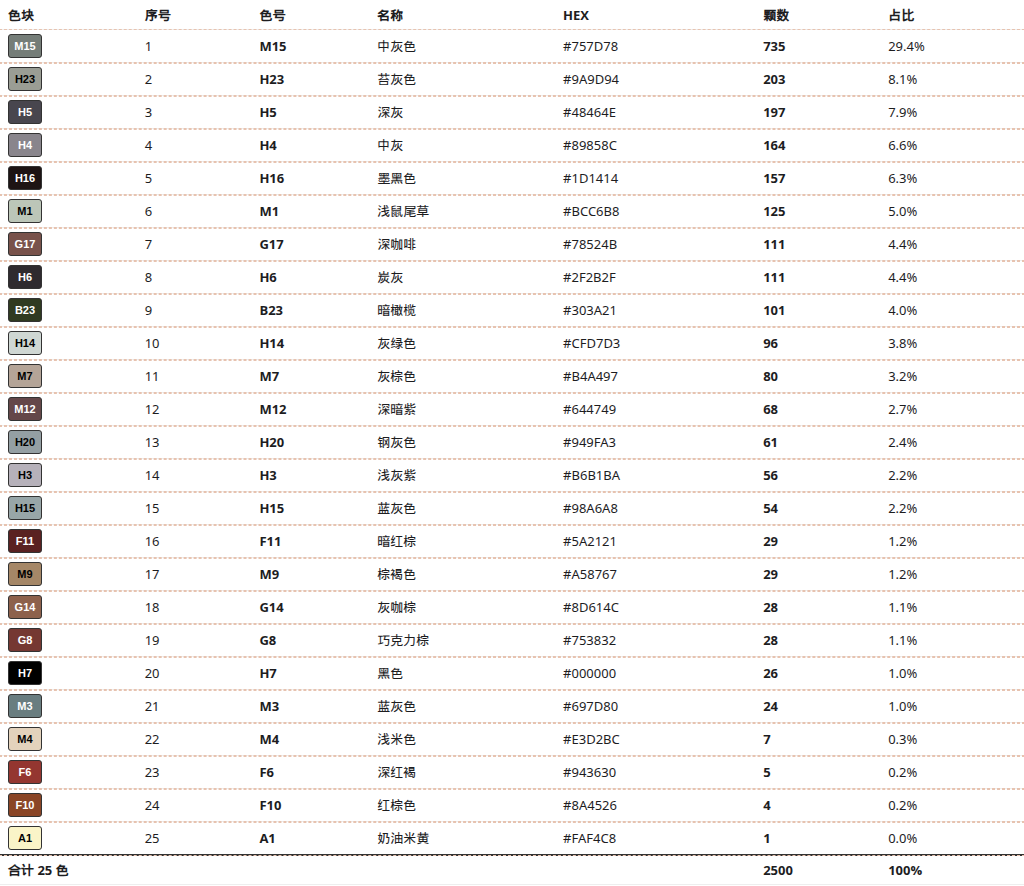 色块 序号 色号 名称 HEX 颗数 占比
M15 1 M15 中灰色 #757D78 735 29.4%
H23 2 H23 苔灰色 #9A9D94 203 8.1%
H5 3 H5 深灰 #48464E 197 7.9%
H4 4 H4 中灰 #89858C 164 6.6%
H16 5 H16 墨黑色 #1D1414 157 6.3%
M1 6 M1 浅鼠尾草 #BCC6B8 125 5.0%
G17 7 G17 深咖啡 #78524B 111 4.4%
H6 8 H6 炭灰 #2F2B2F 111 4.4%
B23 9 B23 暗橄榄 #303A21 101 4.0%
H14 10 H14 灰绿色 #CFD7D3 96 3.8%
M7 11 M7 灰棕色 #B4A497 80 3.2%
M12 12 M12 深暗紫 #644749 68 2.7%
H20 13 H20 钢灰色 #949FA3 61 2.4%
H3 14 H3 浅灰紫 #B6B1BA 56 2.2%
H15 15 H15 蓝灰色 #98A6A8 54 2.2%
F11 16 F11 暗红棕 #5A2121 29 1.2%
M9 17 M9 棕褐色 #A58767 29 1.2%
G14 18 G14 灰咖棕 #8D614C 28 1.1%
G8 19 G8 巧克力棕 #753832 28 1.1%
H7 20 H7 黑色 #000000 26 1.0%
M3 21 M3 蓝灰色 #697D80 24 1.0%
M4 22 M4 浅米色 #E3D2BC 7 0.3%
F6 23 F6 深红褐 #943630 5 0.2%
F10 24 F10 红棕色 #8A4526 4 0.2%
A1 25 A1 奶油米黄 #FAF4C8 1 0.0%
合计 25 色 2500 100%